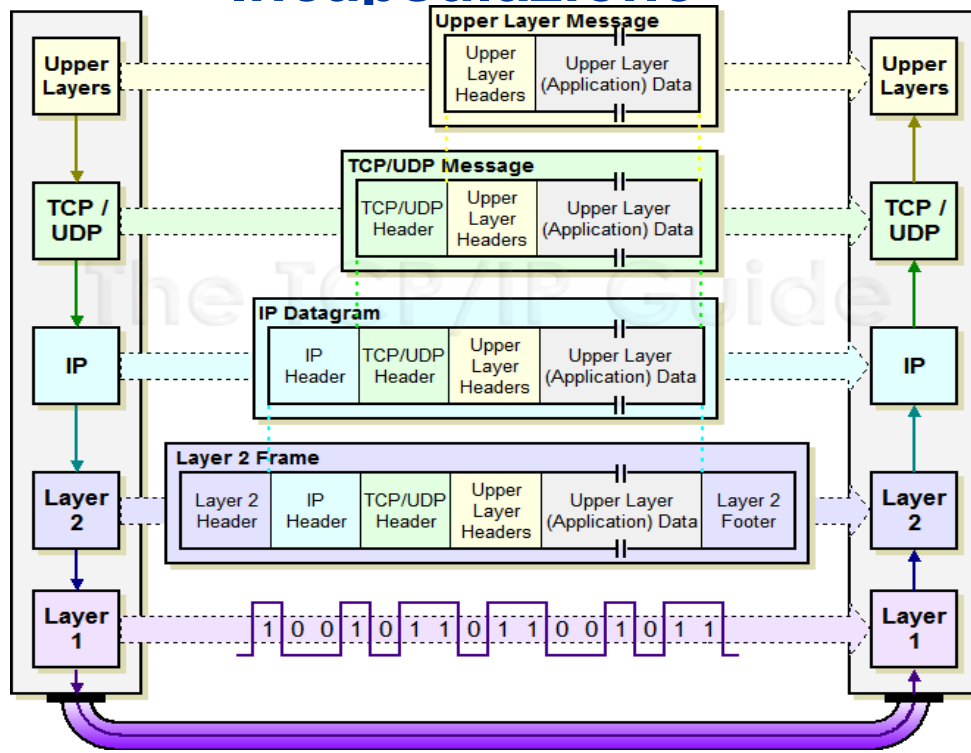 Upper Layer Message
Upper Layers
Upper Layer Headers
Upper Layer (Application) Data
Upper Layers
TCP/UDP Message
TCP / UDP
TCP/UDP Header
Upper Layer Headers
Upper Layer (Application) Data
TCP / UDP
The TCP/IP Guide
IP Datagram
IP
IP Header
TCP/UDP Header
Upper Layer Headers
Upper Layer (Application) Data
IP
Layer 2 Frame
Layer 2
Layer 2 Header
IP Header
TCP/UDP Header
Upper Layer Headers
Upper Layer (Application) Data
Layer 2 Footer
Layer 2
Layer 1
1 0 0 1 0 1 1 0 1 1 0 0 1 0 1 1
Layer 1